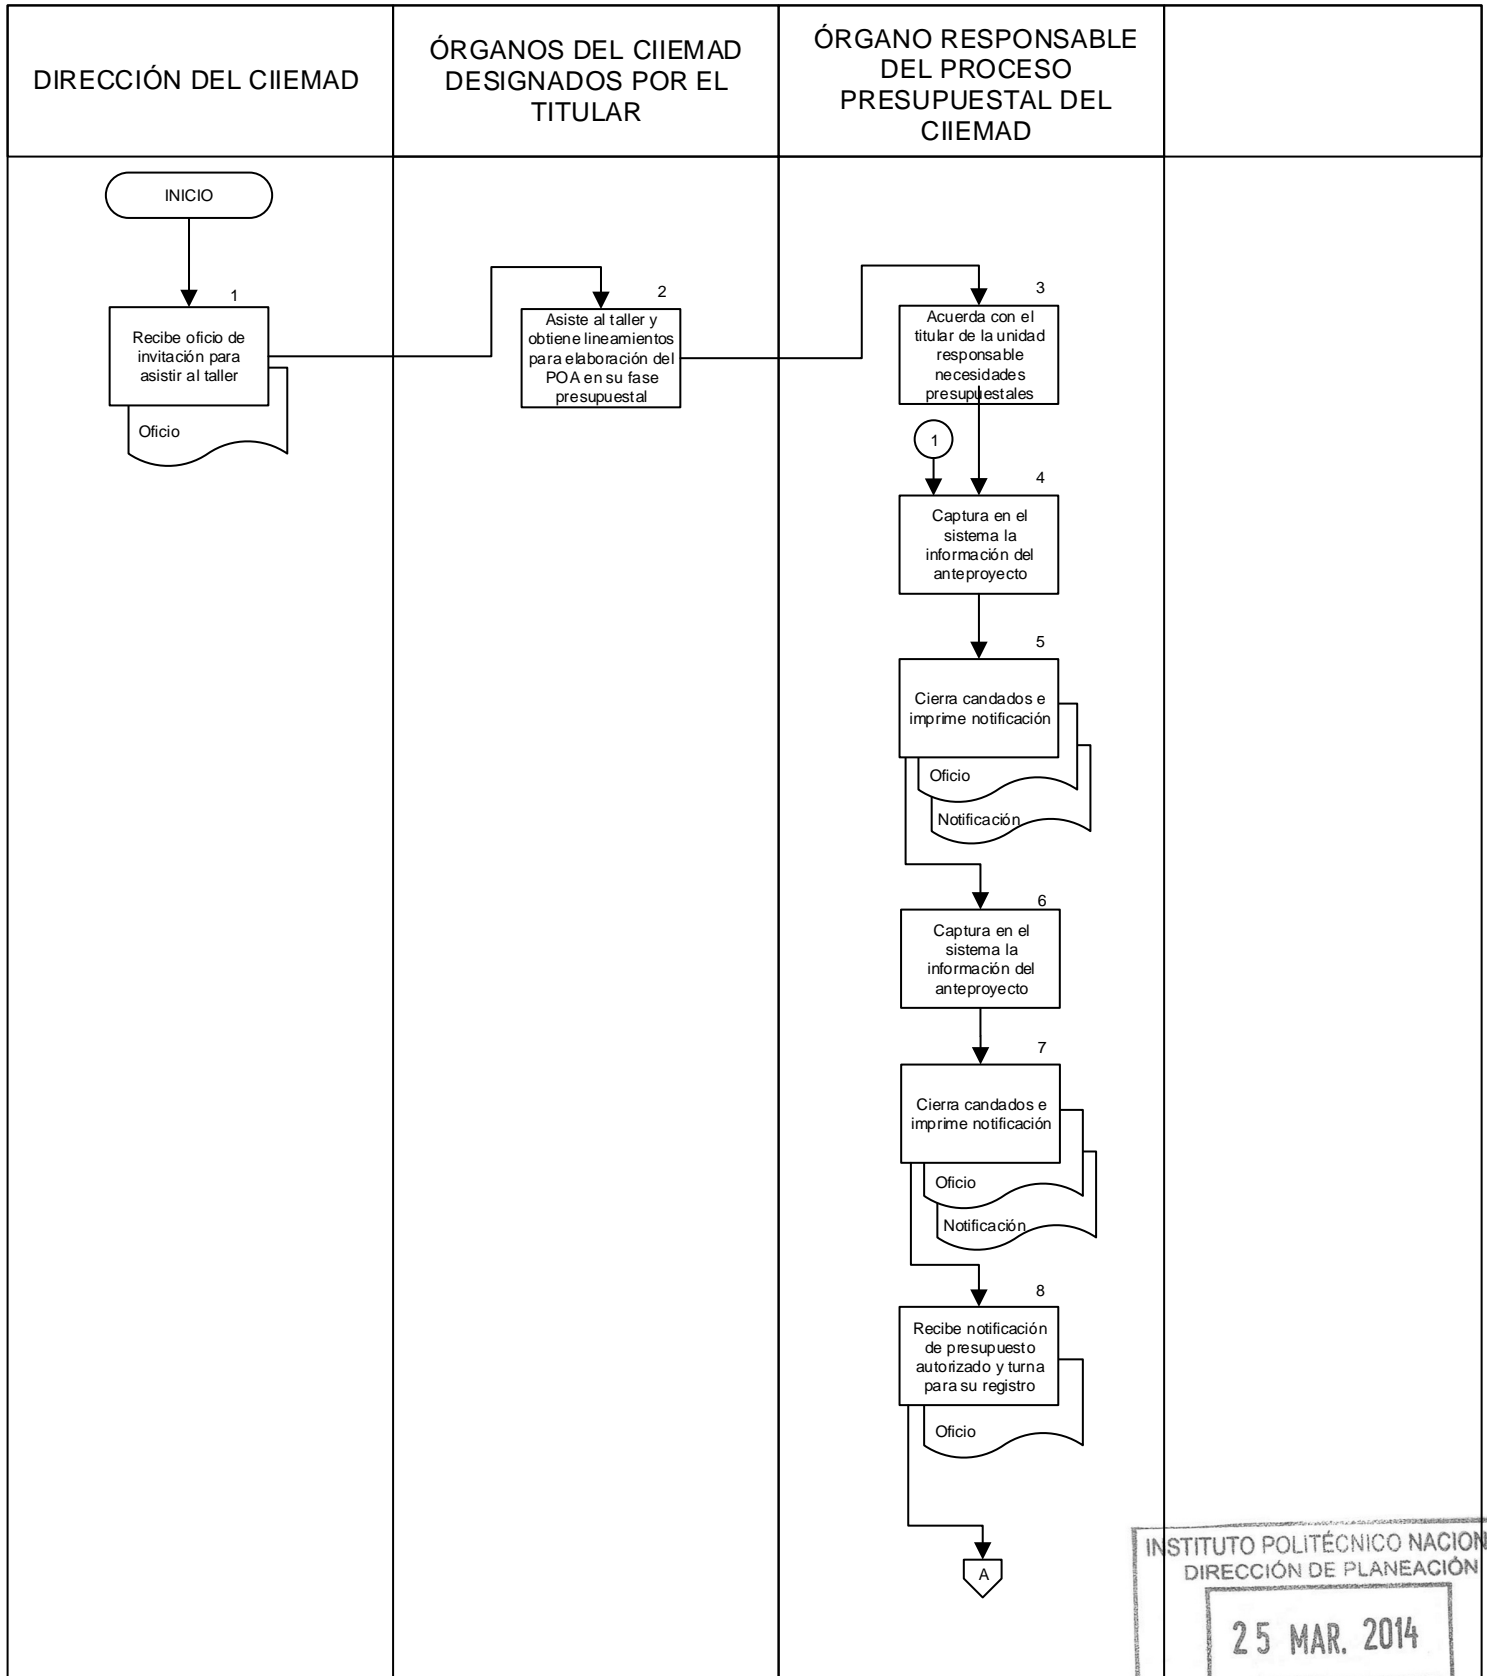 DIRECCIÓN DEL CIIEMAD
ÓRGANOS DEL CIIEMAD
DESIGNADOS POR EL
TITULAR
ÓRGANO RESPONSABLE
DEL PROCESO
PRESUPUESTAL DEL
CIIEMAD
INICIO
1
Recibe oficio de
invitación para
asistir al taller
Oficio
2
Asiste al taller y
obtiene lineamientos
para elaboración del
POA en su fase
presupuestal
3
Acuerda con el
titular de la unidad
responsable
necesidades
presupuestales
1
4
Captura en el
sistema la
información del
anteproyecto
5
Cierra candados e
imprime notificación
Oficio
Notificación
6
Captura en el
sistema la
información del
anteproyecto
7
Cierra candados e
imprime notificación
Oficio
Notificación
8
Recibe notificación
de presupuesto
autorizado y turna
para su registro
Oficio
A
INSTITUTO POLITÉCNICO NACION
DIRECCIÓN DE PLANEACIÓN
25 MAR. 2014